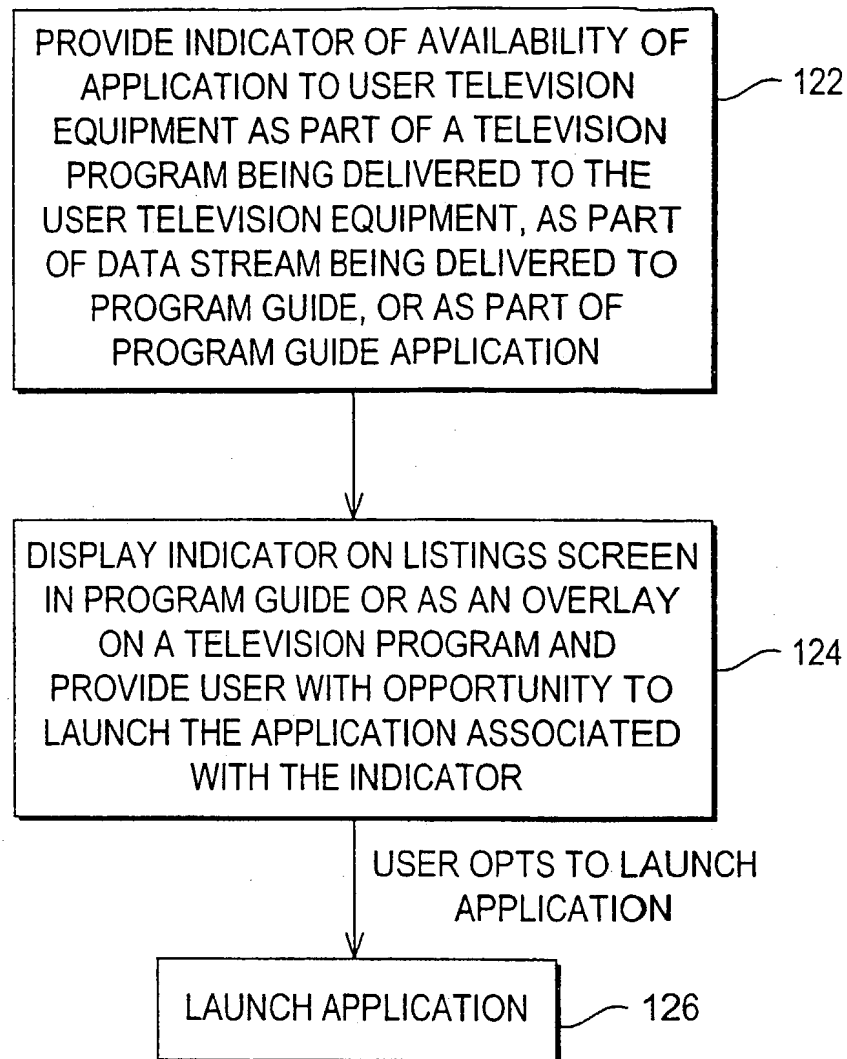 PROVIDE INDICATOR OF AVAILABILITY OF
APPLICATION TO USER TELEVISION
EQUIPMENT AS PART OF A TELEVISION
PROGRAM BEING DELIVERED TO THE
USER TELEVISION EQUIPMENT, AS PART
OF DATA STREAM BEING DELIVERED TO
PROGRAM GUIDE, OR AS PART OF
PROGRAM GUIDE APPLICATION
122
DISPLAY INDICATOR ON LISTINGS SCREEN
IN PROGRAM GUIDE OR AS AN OVERLAY
ON A TELEVISION PROGRAM AND
PROVIDE USER WITH OPPORTUNITY TO
LAUNCH THE APPLICATION ASSOCIATED
WITH THE INDICATOR
124
USER OPTS TO LAUNCH
APPLICATION
LAUNCH APPLICATION
126